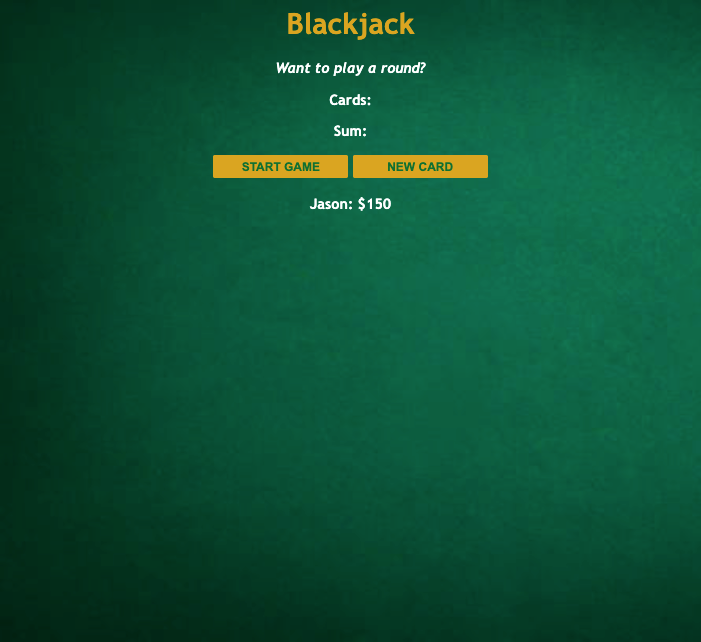 Blackjack
Want to play a round?
Cards:
Sum:
START GAME NEW CARD
Jason: $150